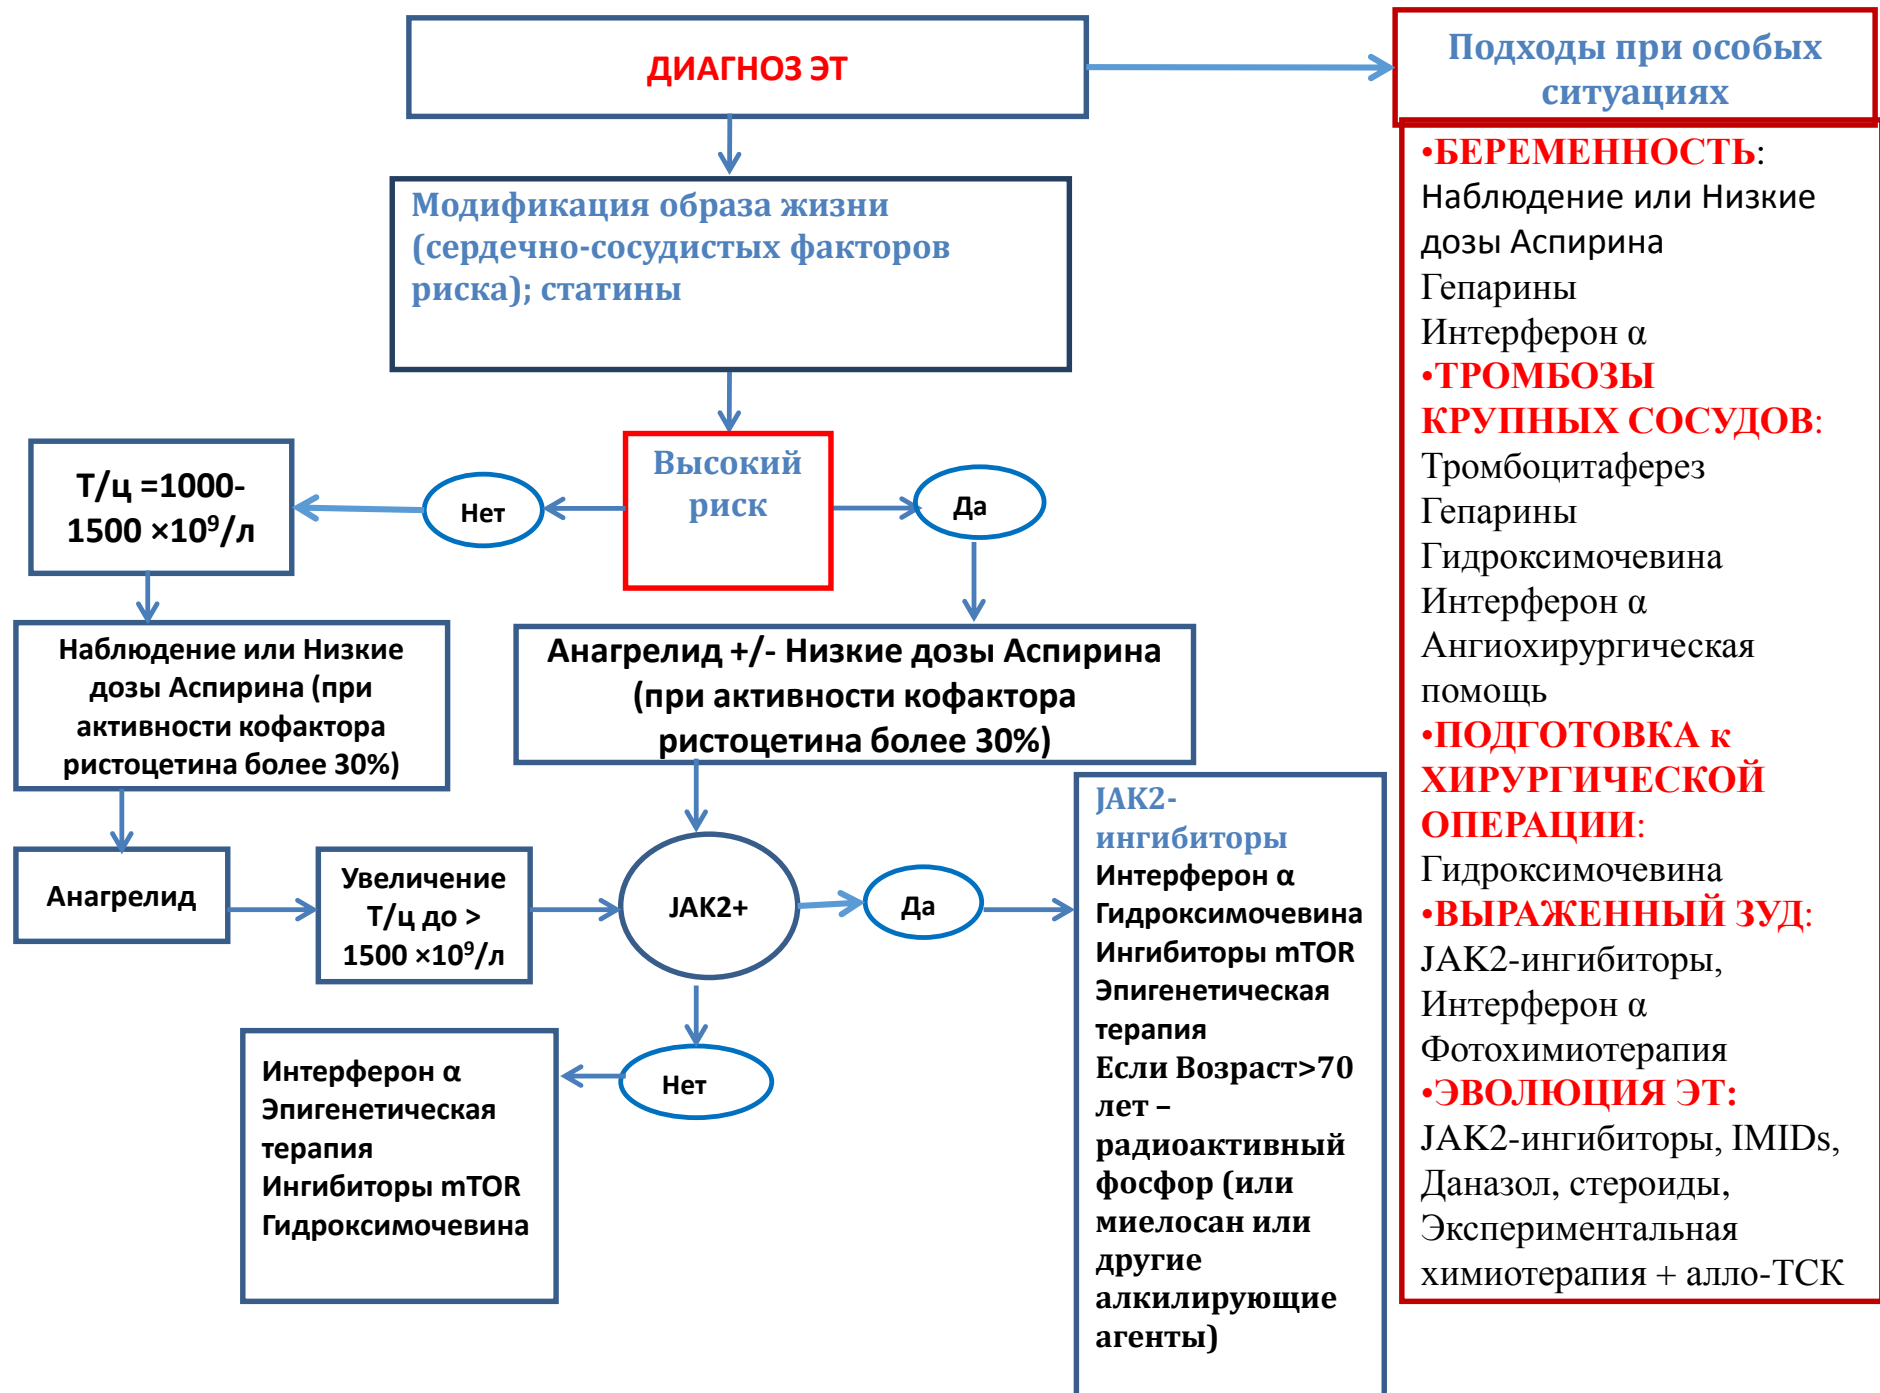 ДИАГНОЗ ЭТ
Модификация образа жизни
(сердечно-сосудистых факторов
риска); статины
Высокий
риск
Нет
Да
Т/ц =1000-
1500 ×10⁹/л
Наблюдение или Низкие
дозы Аспирина (при
активности кофактора
ристоцетина более 30%)
Анагрелид +/- Низкие дозы Аспирина
(при активности кофактора
ристоцетина более 30%)
Анагрелид
Увеличение
Т/ц до >
1500 ×10⁹/л
JAK2+
Да
Нет
Интерферон α
Эпигенетическая
терапия
Ингибиторы mTOR
Гидроксимочевина
JAK2-
ингибиторы
Интерферон α
Гидроксимочевина
Ингибиторы mTOR
Эпигенетическая
терапия
Если Возраст>70
лет –
радиоактивный
фосфор (или
миелосан или
другие
алкилирующие
агенты)
Подходы при особых
ситуациях
•БЕРЕМЕННОСТЬ:
Наблюдение или Низкие
дозы Аспирина
Гепарины
Интерферон α
•ТРОМБОЗЫ
КРУПНЫХ СОСУДОВ:
Тромбоцитаферез
Гепарины
Гидроксимочевина
Интерферон α
Ангиохирургическая
помощь
•ПОДГОТОВКА к
ХИРУРГИЧЕСКОЙ
ОПЕРАЦИИ:
Гидроксимочевина
•ВЫРАЖЕННЫЙ ЗУД:
JAK2-ингибиторы,
Интерферон α
Фотохимиотерапия
•ЭВОЛЮЦИЯ ЭТ:
JAK2-ингибиторы, IMIDs,
Даназол, стероиды,
Экспериментальная
химиотерапия + алло-ТСК